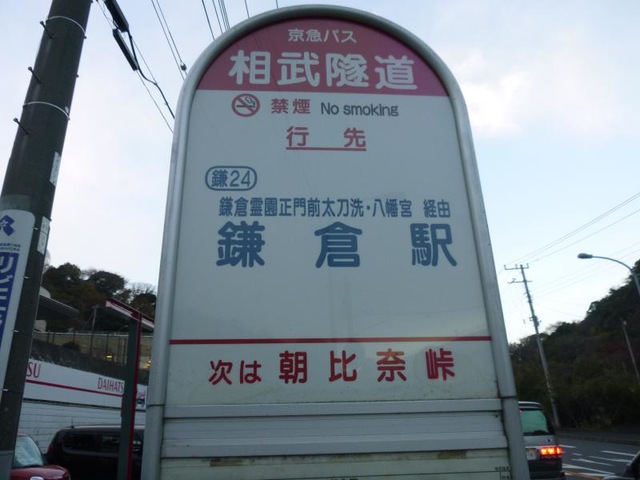 京急バス
相武隧道
禁煙 No smoking
行先
鎌24
鎌倉霊園正門前太刀洗・八幡宮 経由
鎌倉駅
次は 朝比奈峠
DAIHATSU